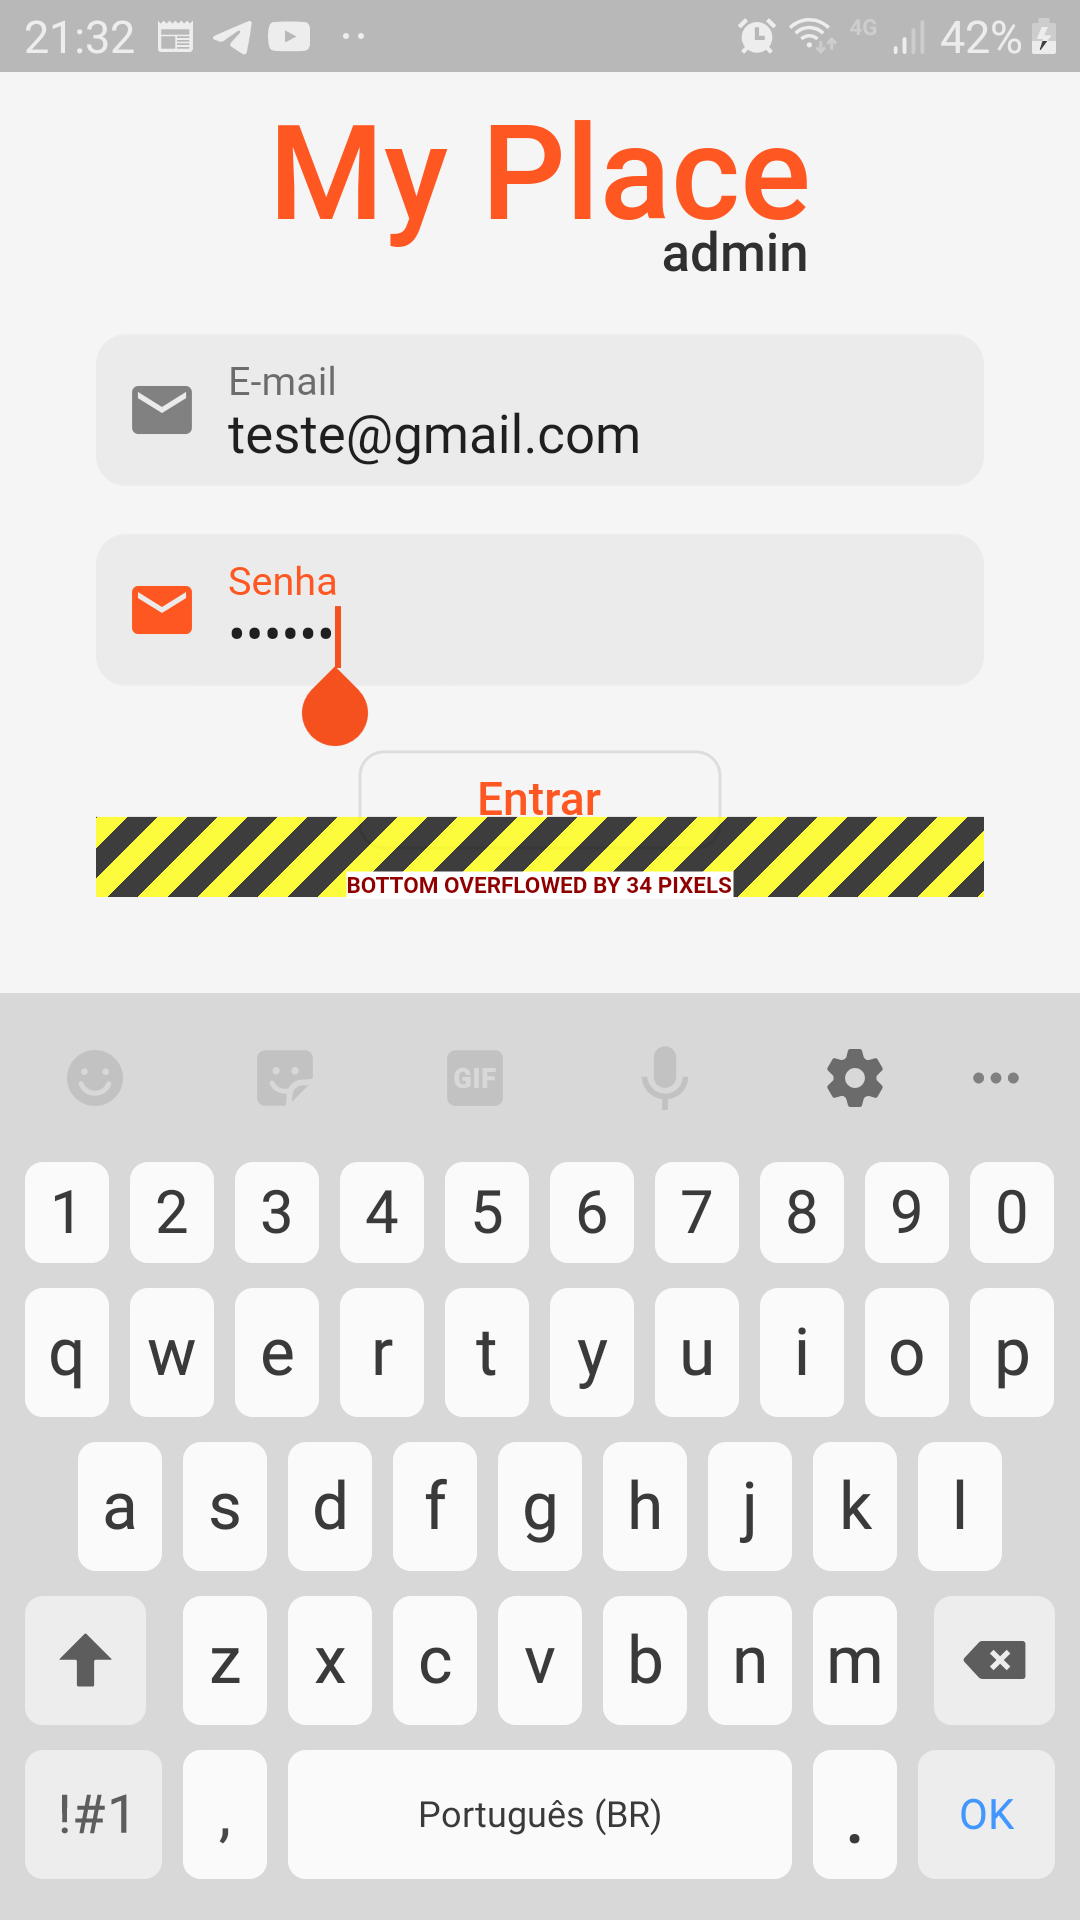 21:32 4G 42%
My Place
admin
E-mail
teste@gmail.com
Senha
••••••
Entrar
BOTTOM OVERFLOWED BY 34 PIXELS
GIF
1 2 3 4 5 6 7 8 9 0
q w e r t y u i o p
a s d f g h j k l
z x c v b n m
!#1 , Português (BR) . OK